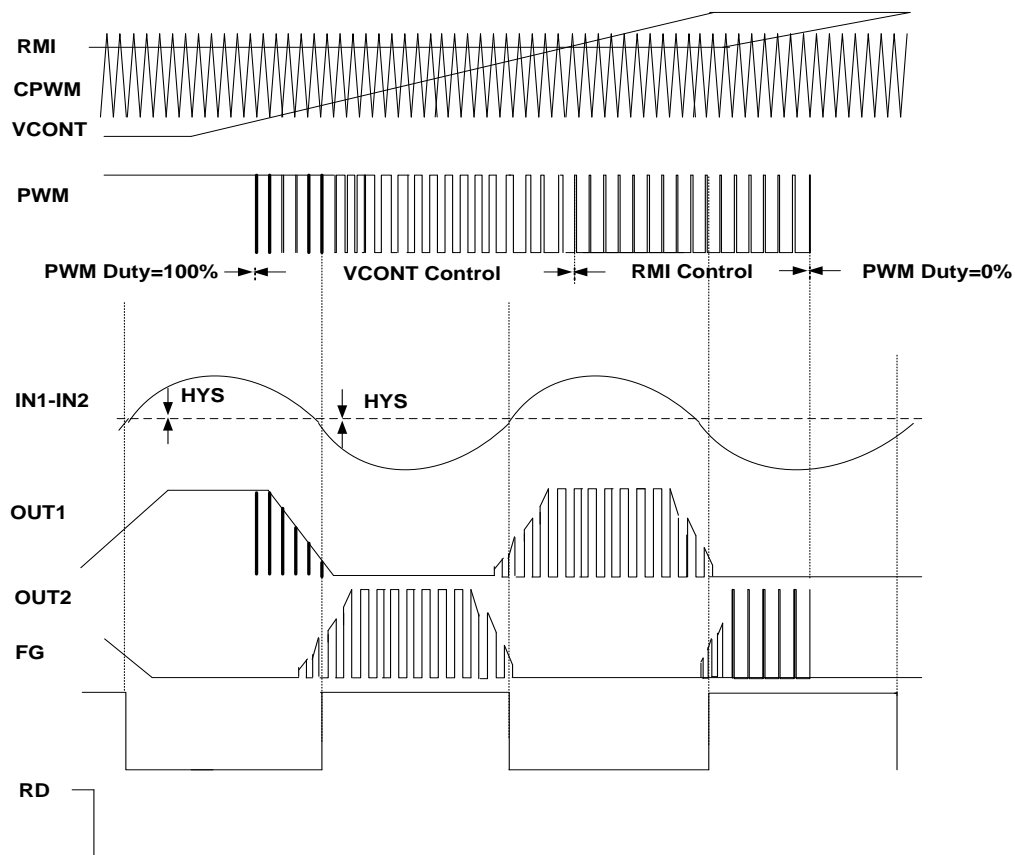 RMI
CPWM
VCONT
PWM
PWM Duty=100%
VCONT Control
RMI Control
PWM Duty=0%
IN1-IN2
HYS
HYS
OUT1
OUT2
FG
RD